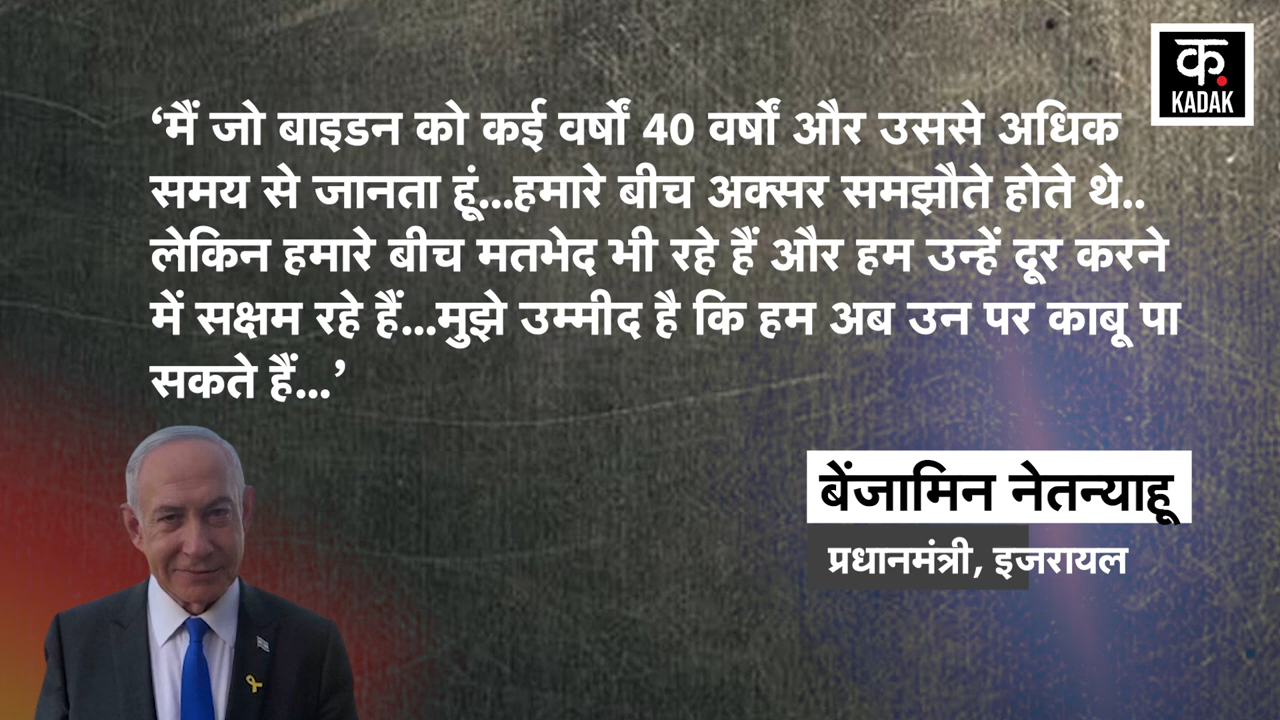 क.
KADAK
‘मैं जो बाइडन को कई वर्षों 40 वर्षों और उससे अधिक
समय से जानता हूं...हमारे बीच अक्सर समझौते होते थे..
लेकिन हमारे बीच मतभेद भी रहे हैं और हम उन्हें दूर करने
में सक्षम रहे हैं...मुझे उम्मीद है कि हम अब उन पर काबू पा
सकते हैं...’
बेंजामिन नेतन्याहू
प्रधानमंत्री, इजरायल